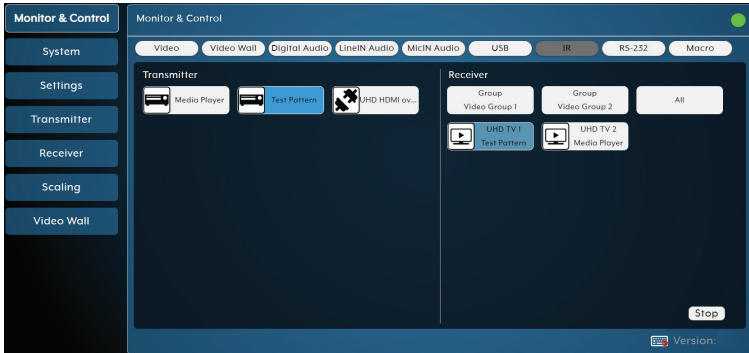 Monitor & Control
System
Settings
Transmitter
Receiver
Scaling
Video Wall
Monitor & Control
Video
Video Wall
Digital Audio
LineIN Audio
MicIN Audio
USB
IR
RS-232
Macro
Transmitter
Media Player
Test Pattern
UHD HDMI ov...
Receiver
Group
Video Group 1
Group
Video Group 2
All
UHD TV 1
Test Pattern
UHD TV 2
Media Player
Stop
Version: